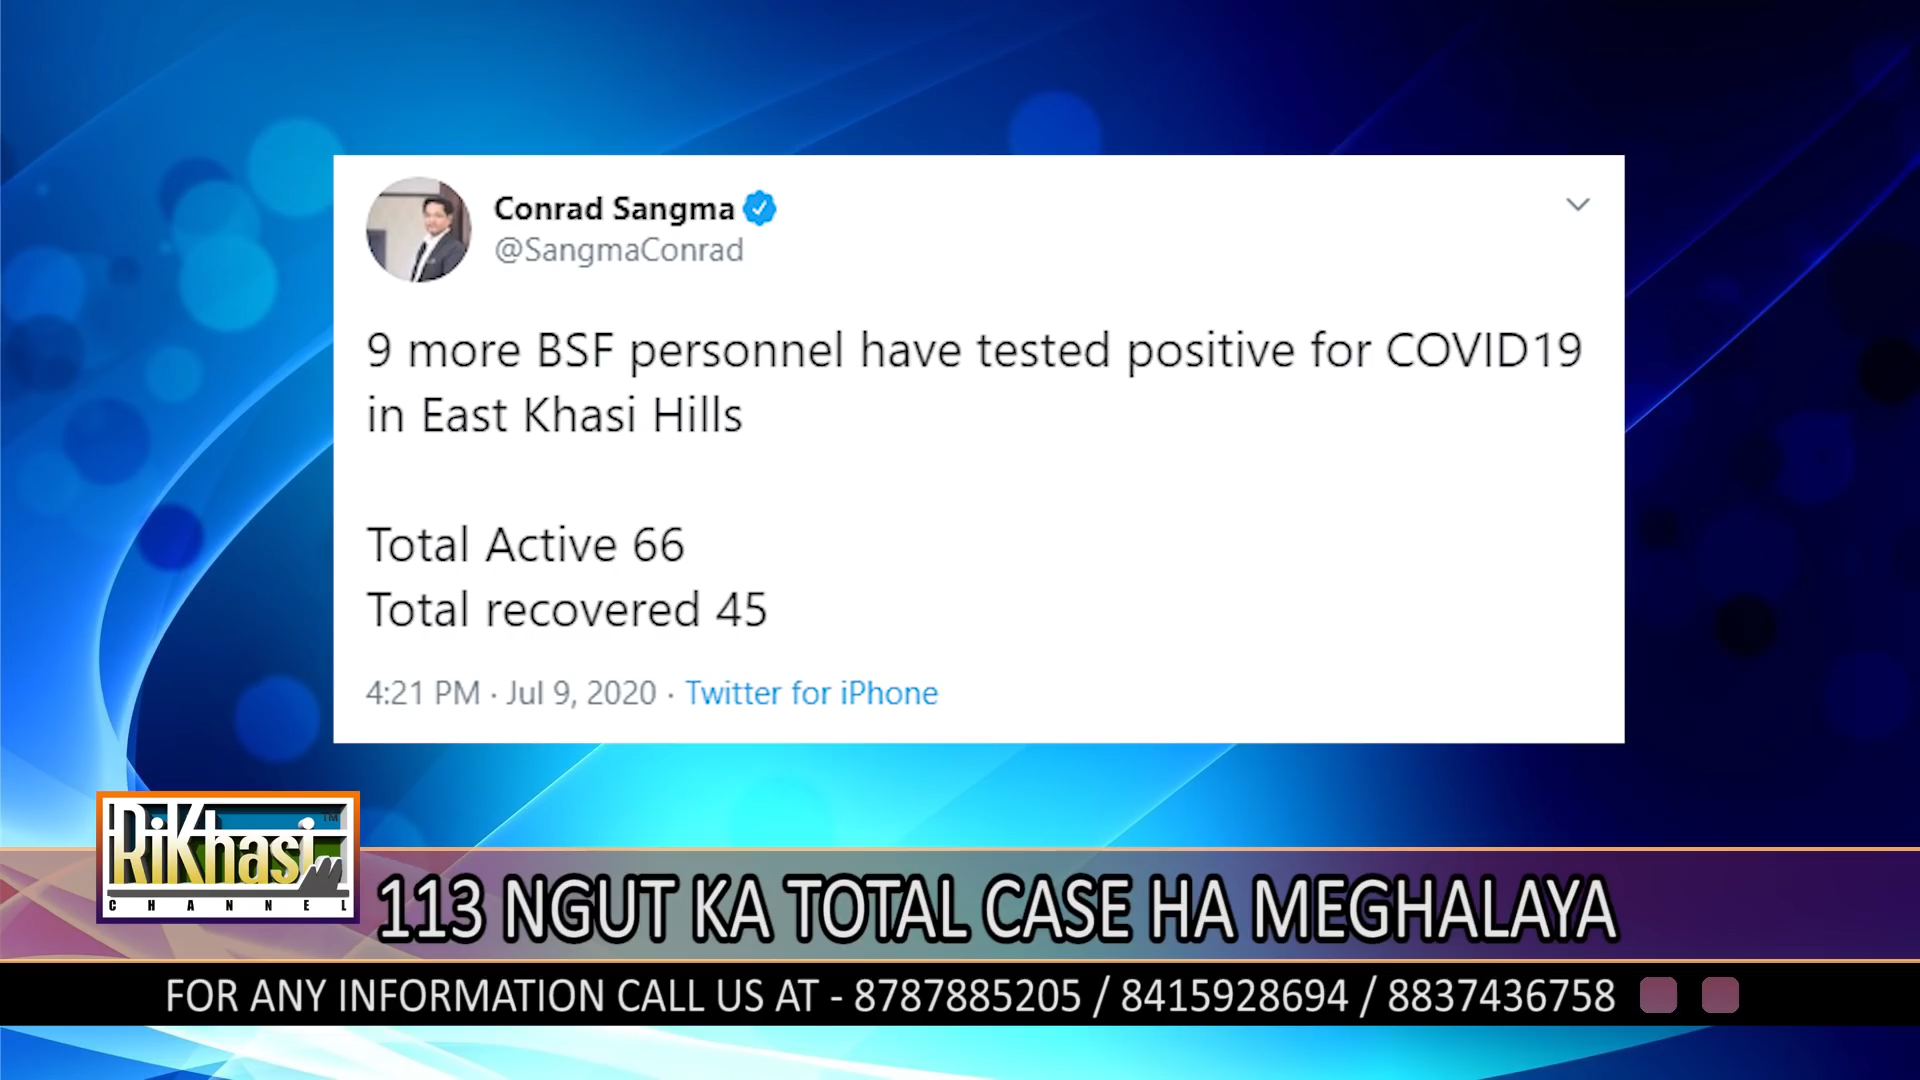 Conrad Sangma
@SangmaConrad
9 more BSF personnel have tested positive for COVID19
in East Khasi Hills
Total Active 66
Total recovered 45
4:21 PM · Jul 9, 2020 · Twitter for iPhone
RiKhasi TM
CHANNEL
113 NGUT KA TOTAL CASE HA MEGHALAYA
FOR ANY INFORMATION CALL US AT - 8787885205 / 8415928694 / 8837436758